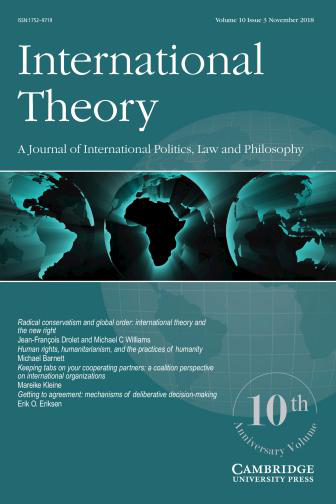 ISSN:1752-9719
Volume 10 Issue 3 November 2018
International
Theory
A Journal of International Politics, Law and Philosophy
Radical conservatism and global order: international theory and
the new right
Jean-François Drolet and Michael C Williams
Human rights, humanitarianism, and the practices of humanity
Michael Barnett
Keeping tabs on your cooperating partners: a coalition perspective
on international organizations
Mareike Kleine
Getting to agreement: mechanisms of deliberative decision-making
Erik O. Eriksen
10th
Anniversary Volume
CAMBRIDGE
UNIVERSITY PRESS